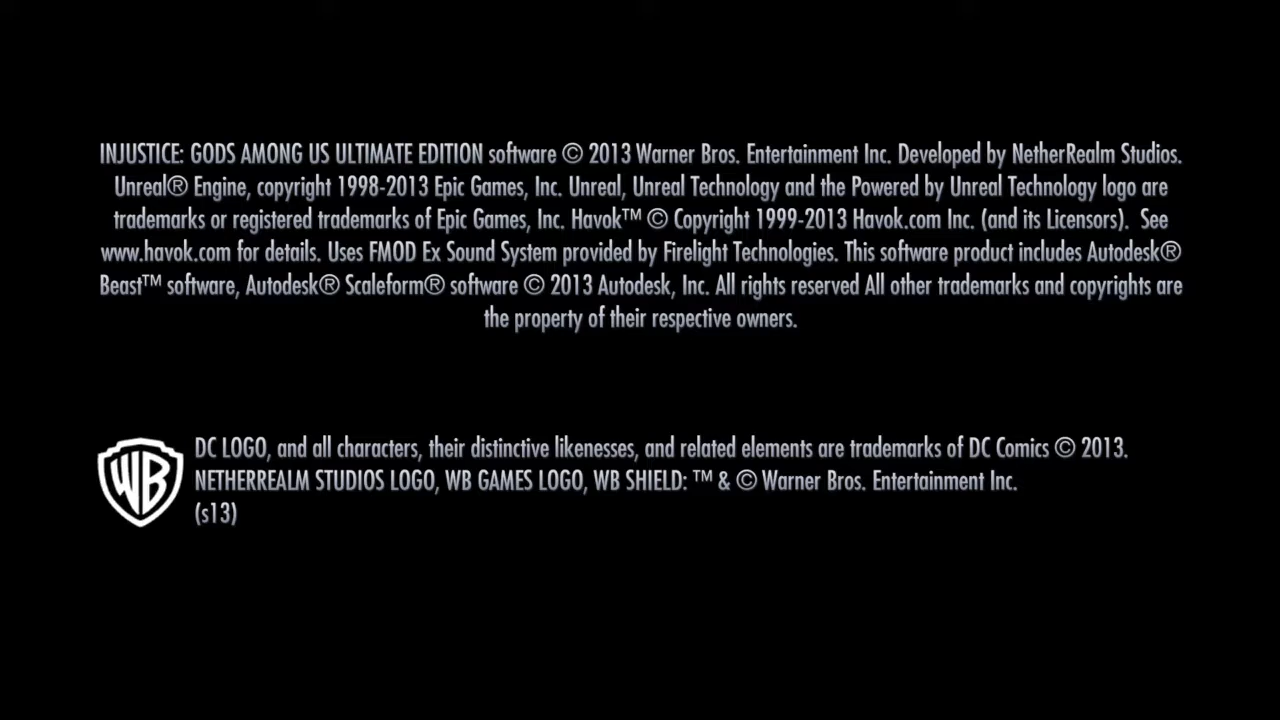 INJUSTICE: GODS AMONG US ULTIMATE EDITION software © 2013 Warner Bros. Entertainment Inc. Developed by NetherRealm Studios.
Unreal® Engine, copyright 1998-2013 Epic Games, Inc. Unreal, Unreal Technology and the Powered by Unreal Technology logo are
trademarks or registered trademarks of Epic Games, Inc. Havok™ © Copyright 1999-2013 Havok.com Inc. (and its Licensors).  See
www.havok.com for details. Uses FMOD Ex Sound System provided by Firelight Technologies. This software product includes Autodesk®
Beast™ software, Autodesk® Scaleform® software © 2013 Autodesk, Inc. All rights reserved All other trademarks and copyrights are
the property of their respective owners.
WB
DC LOGO, and all characters, their distinctive likenesses, and related elements are trademarks of DC Comics © 2013.
NETHERREALM STUDIOS LOGO, WB GAMES LOGO, WB SHIELD: ™ & © Warner Bros. Entertainment Inc.
(s13)